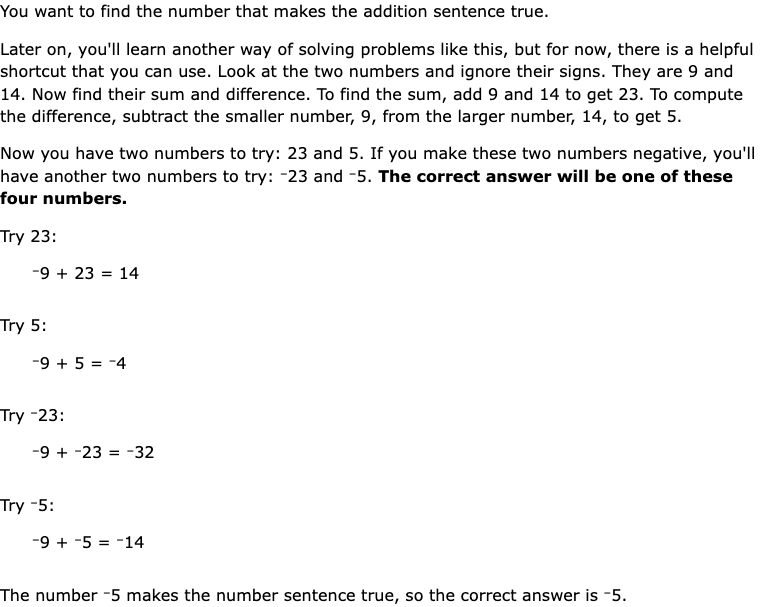 You want to find the number that makes the addition sentence true.
Later on, you'll learn another way of solving problems like this, but for now, there is a helpful
shortcut that you can use. Look at the two numbers and ignore their signs. They are 9 and
14. Now find their sum and difference. To find the sum, add 9 and 14 to get 23. To compute
the difference, subtract the smaller number, 9, from the larger number, 14, to get 5.
Now you have two numbers to try: 23 and 5. If you make these two numbers negative, you'll
have another two numbers to try: ⁻23 and ⁻5. The correct answer will be one of these
four numbers.
Try 23:
⁻9 + 23 = 14
Try 5:
⁻9 + 5 = ⁻4
Try ⁻23:
⁻9 + ⁻23 = ⁻32
Try ⁻5:
⁻9 + ⁻5 = ⁻14
The number ⁻5 makes the number sentence true, so the correct answer is ⁻5.